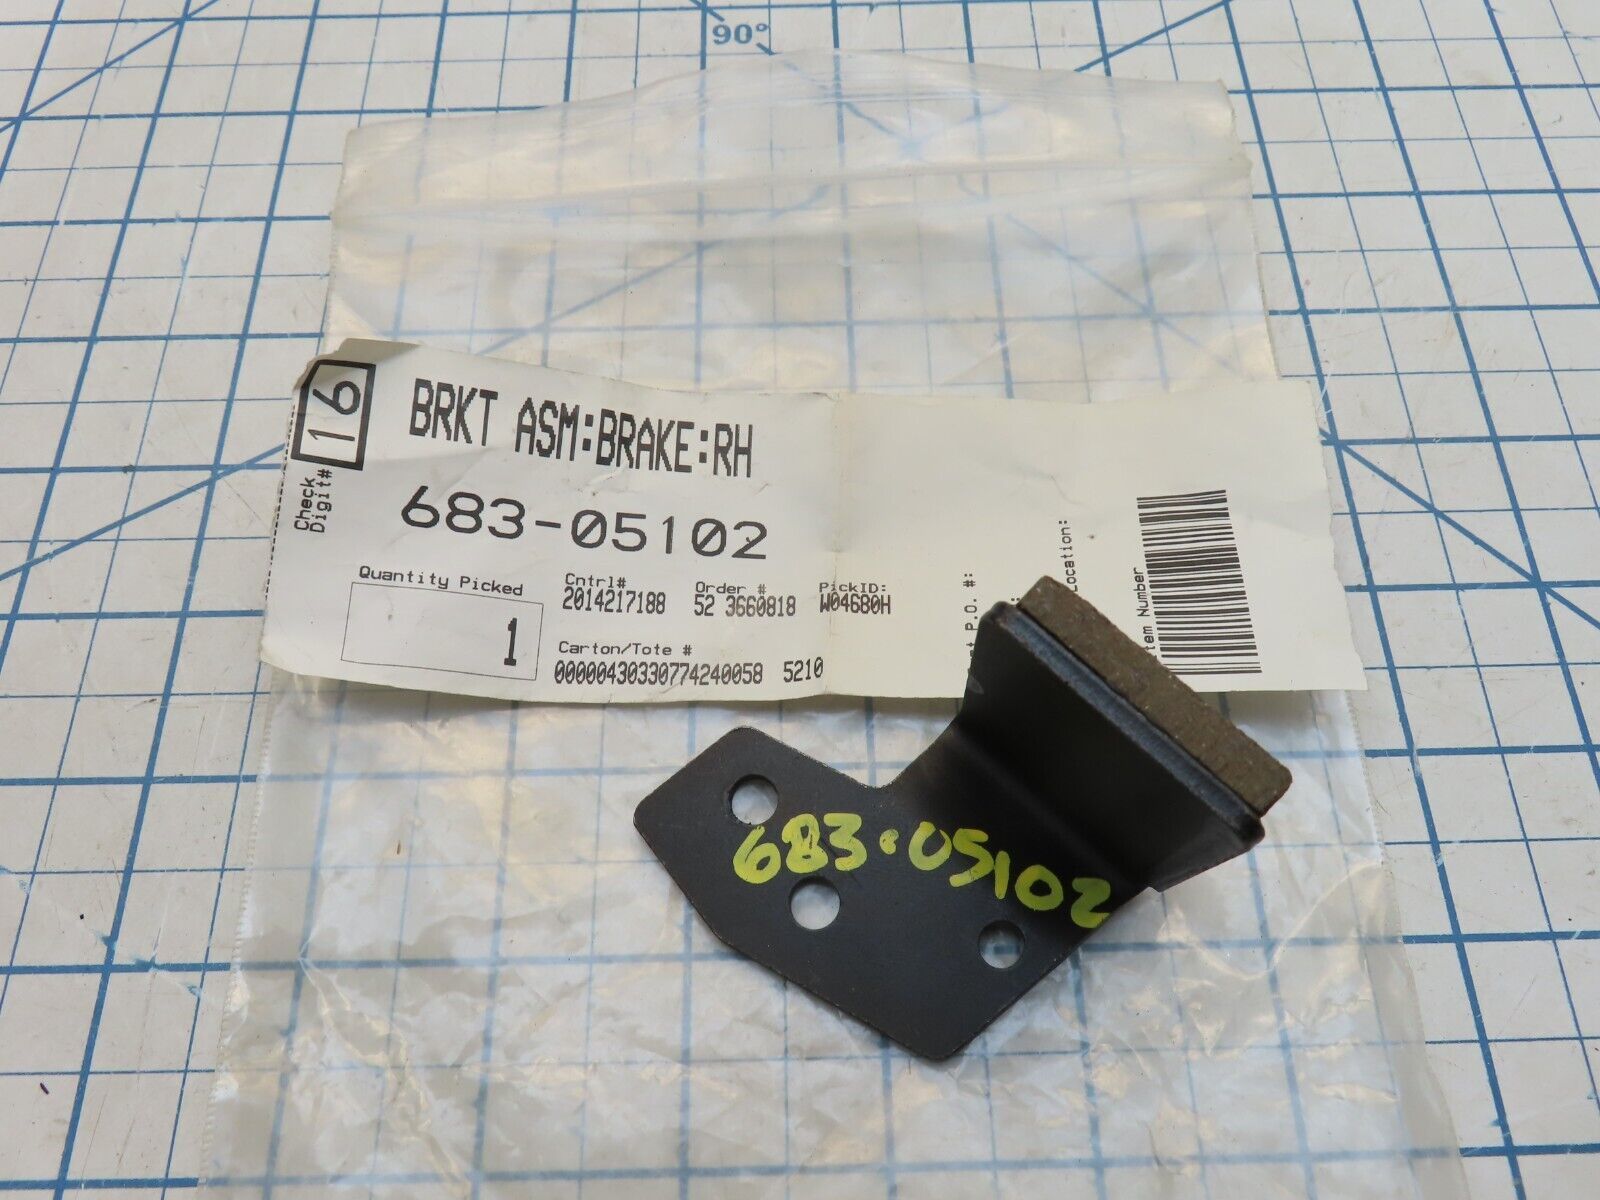 90°
16
Check
Digit#
BRKT ASM:BRAKE:RH
683-05102
Quantity Picked
1
Cntrl#
2014217188
Order #
52 3660818
PickID:
W04680H
Carton/Tote #
00000430330774240058 5210
P.O. #:
Location:
Number
683-05102